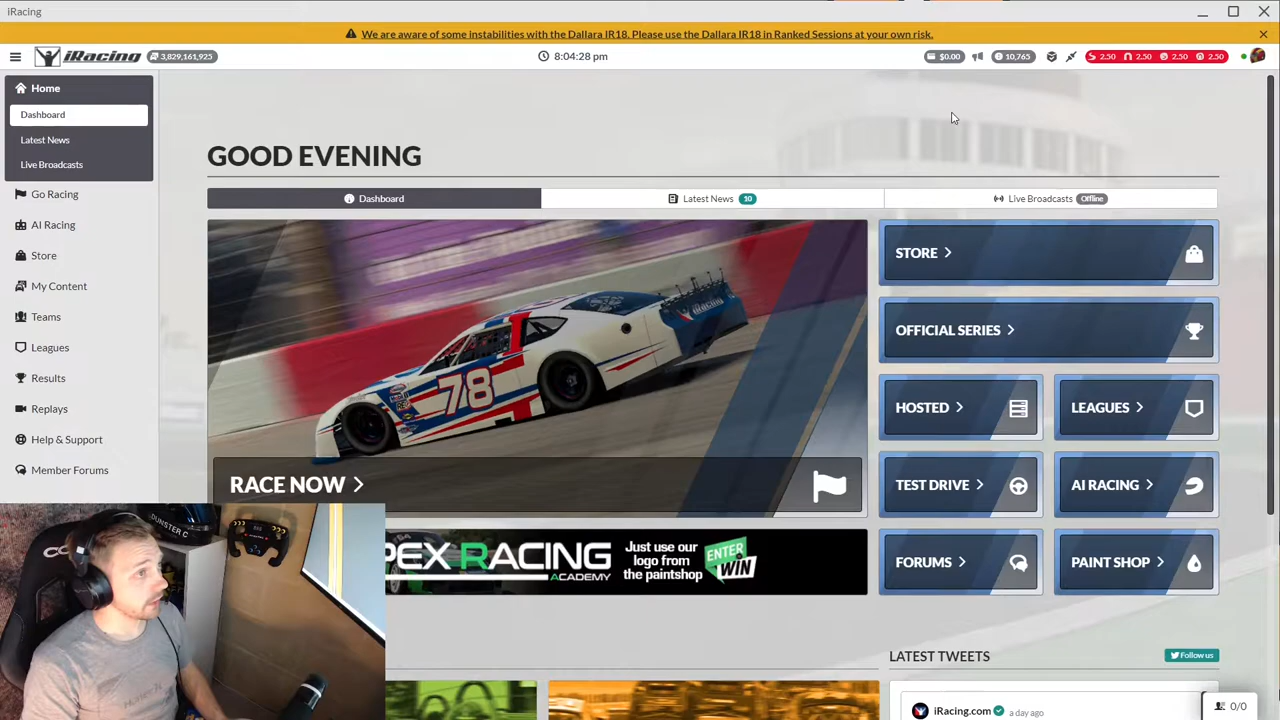 iRacing
We are aware of some instabilities with the Dallara IR18. Please use the Dallara IR18 in Ranked Sessions at your own risk.
iRacing 3,829,161,925 8:04:28 pm $0.00 10,765 2.50 2.50 2.50 2.50
Home
Dashboard
Latest News
Live Broadcasts
Go Racing
AI Racing
Store
My Content
Teams
Leagues
Results
Replays
Help & Support
Member Forums
GOOD EVENING
Dashboard Latest News 10 Live Broadcasts Offline
78
iRacing
RACE NOW
STORE
OFFICIAL SERIES
HOSTED LEAGUES
TEST DRIVE AI RACING
FORUMS PAINT SHOP
PEX RACING
ACADEMY
Just use our
logo from
the paintshop
ENTER
WIN
DUNSTER C
LATEST TWEETS Follow us
iRacing.com a day ago
0/0